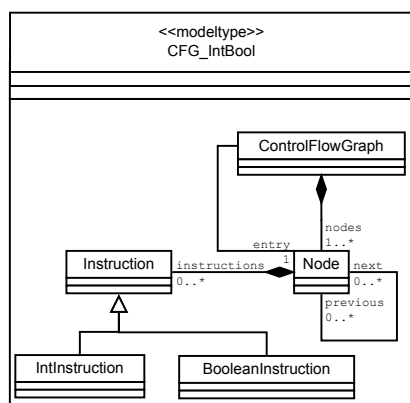 <<modeltype>>
CFG_IntBool
ControlFlowGraph
nodes
1..*
entry
1
Instruction
instructions
0..*
Node
next
0..*
previous
0..*
IntInstruction
BooleanInstruction